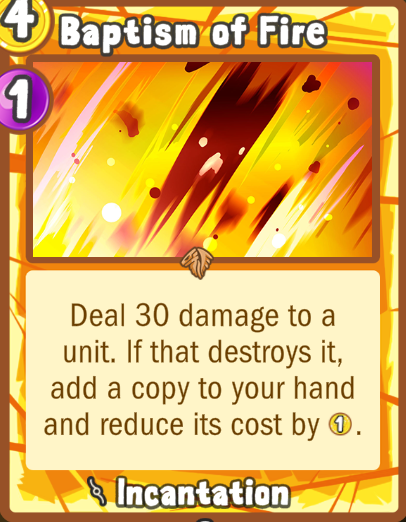 4
Baptism of Fire
1
Deal 30 damage to a
unit. If that destroys it,
add a copy to your hand
and reduce its cost by 1.
Incantation